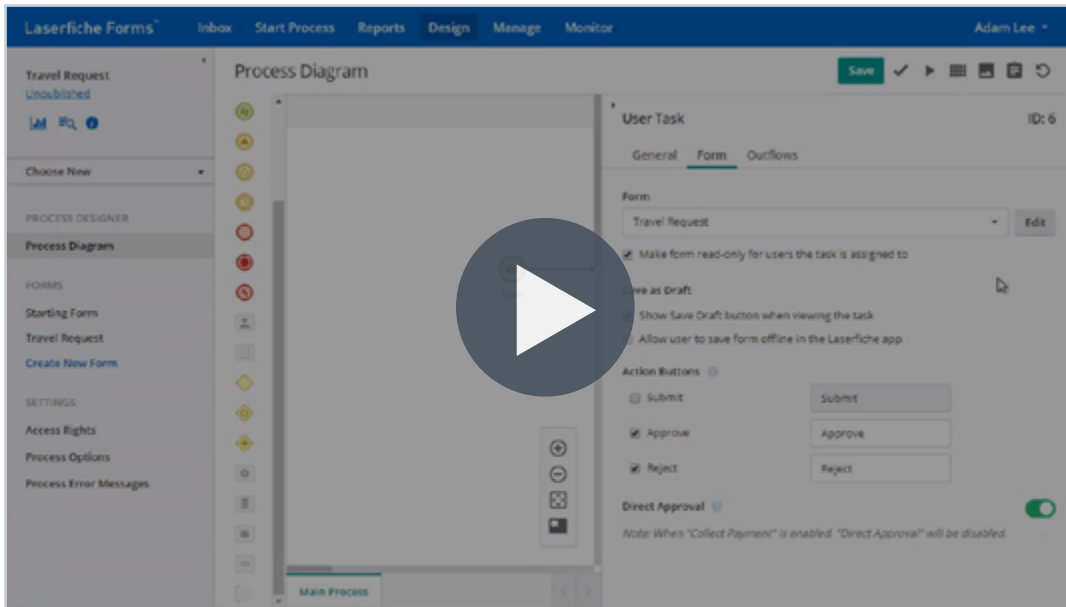 Laserfiche Forms™ Inbox Start Process Reports Design Manage Monitor Adam Lee
Travel Request
Unpublished
Choose New
PROCESS DESIGNER
Process Diagram
FORMS
Starting Form
Travel Request
Create New Form
SETTINGS
Access Rights
Process Options
Process Error Messages
Process Diagram
Save
Main Process
User Task ID: 6
General Form Outflows
Form
Travel Request Edit
Make form read-only for users the task is assigned to
as Draft
Show Save Draft button when viewing the task
Allow user to save form offline in the Laserfiche app
Action Buttons
Submit Submit
Approve Approve
Reject Reject
Direct Approval
Note: When "Collect Payment" is enabled, "Direct Approval" will be disabled.